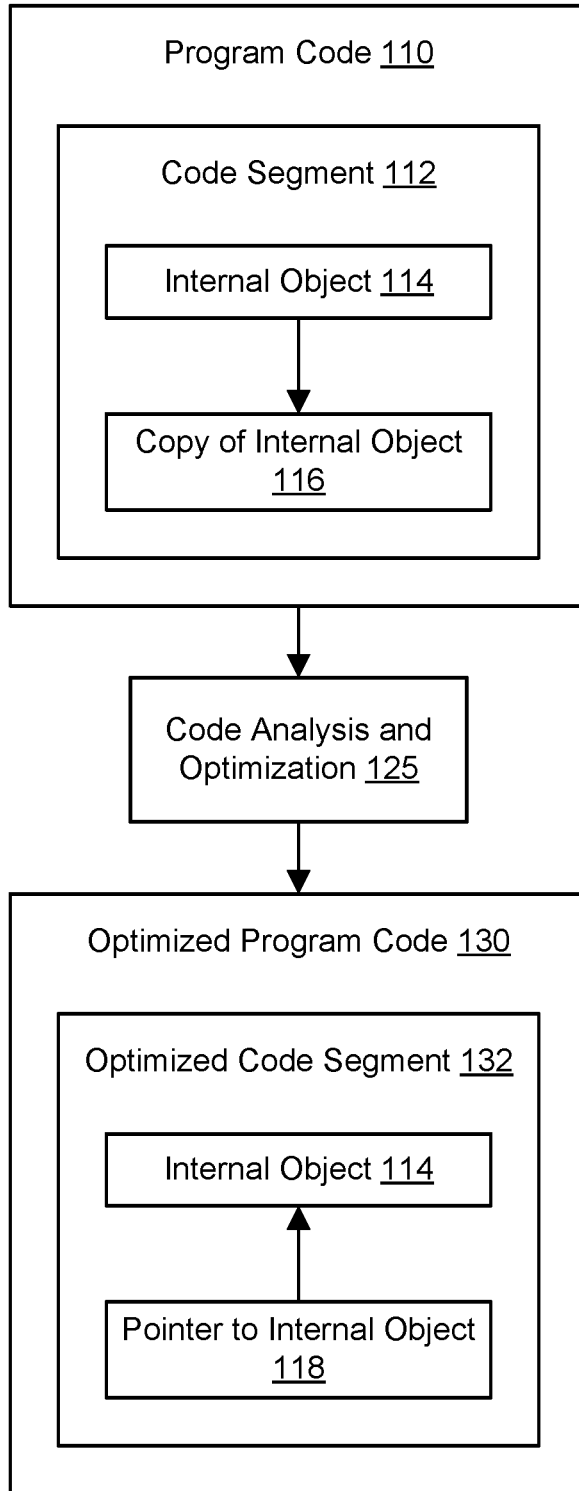 Program Code 110
Code Segment 112
Internal Object 114
Copy of Internal Object
116
Code Analysis and
Optimization 125
Optimized Program Code 130
Optimized Code Segment 132
Internal Object 114
Pointer to Internal Object
118